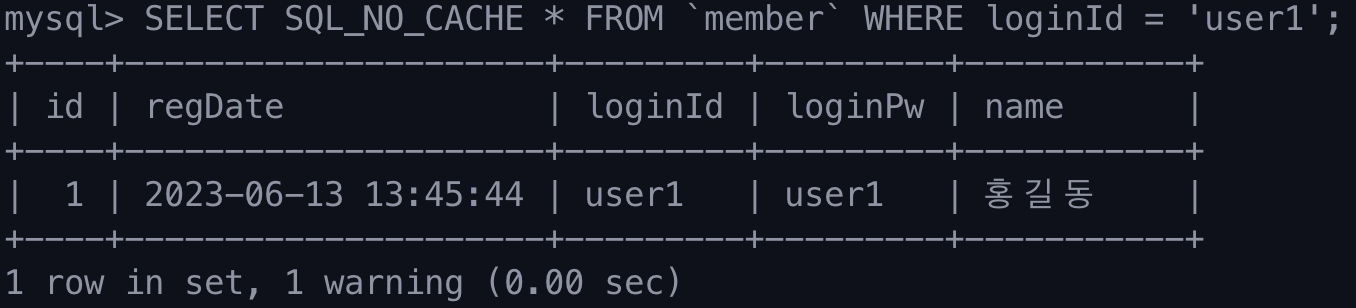 mysql> SELECT SQL_NO_CACHE * FROM `member` WHERE loginId = 'user1';
+----+---------------------+---------+---------+-----------+
| id | regDate             | loginId | loginPw | name      |
+----+---------------------+---------+---------+-----------+
|  1 | 2023-06-13 13:45:44 | user1   | user1   | 홍길동    |
+----+---------------------+---------+---------+-----------+
1 row in set, 1 warning (0.00 sec)